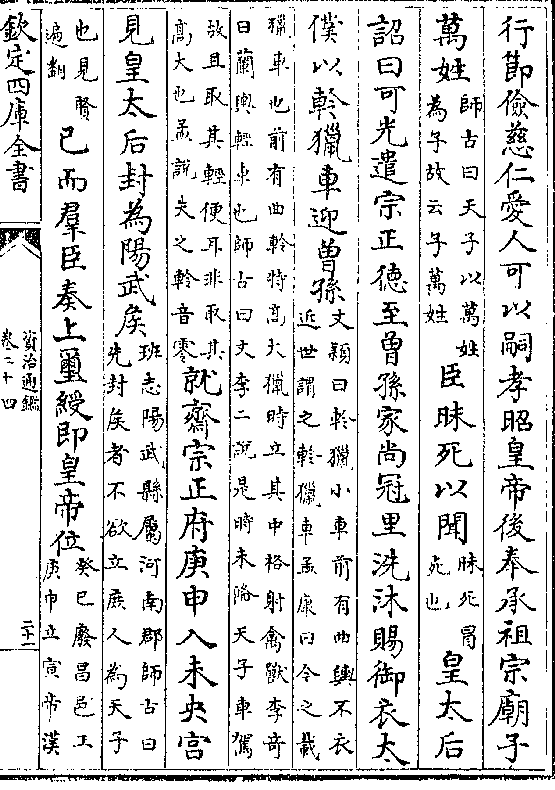 行節儉慈仁愛人可以嗣孝昭皇帝後奉承祖宗廟子
萬姓師古曰天子以萬姓為子故云子萬姓臣昧死以聞昧死冒死也皇太后
詔曰可光遣宗正德至曾孫家尚冠里洗沐賜御衣太
僕以軨獵車迎曾孫文穎曰軨獵小車前有曲輿不衣近世謂之軨獵車孟康曰今之載
獵車也前有曲軨特高大獵時立其中格射禽獸李奇曰蘭輿輕車也師古曰文李二說是時未俻天子車駕
故且取其輕便耳非取其高大也孟說失之軨音零就齋宗正府庚申入未央宫
見皇太后封為陽武矦班志陽武縣屬河南郡師古曰先封矦者不欲立庶人為天子
也見賢遍翻已而羣臣奏上璽綬即皇帝位癸巳廢昌邑王庚申立宣帝漢
欽定四庫全書
資治通鑑
卷二十四
二十一